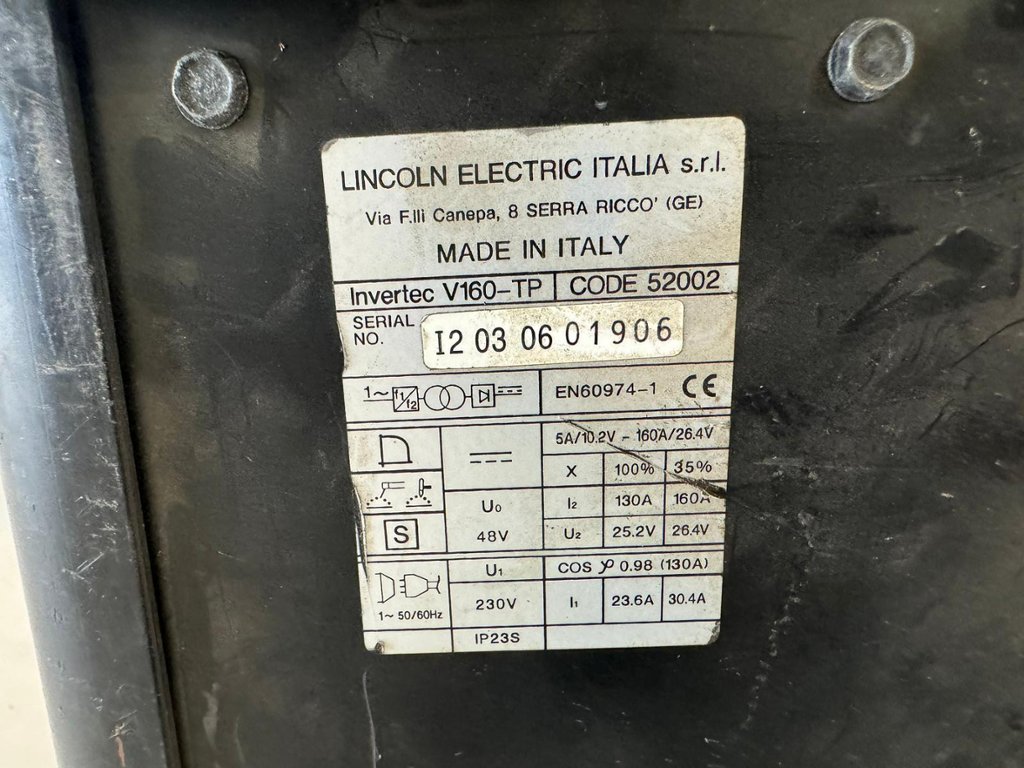 LINCOLN ELECTRIC ITALIA s.r.l.
Via F.lli Canepa, 8 SERRA RICCO' (GE)
MADE IN ITALY
Invertec V160-TP CODE 52002
SERIAL NO. I2 03 06 01906
1~ f1 f2 EN60974-1 CE
5A/10.2V - 160A/26.4V
X 100% 35%
U0 I2 130A 160A
S 48V U2 25.2V 26.4V
U1 COS φ 0.98 (130A)
1~ 50/60Hz 230V I1 23.6A 30.4A
IP23S